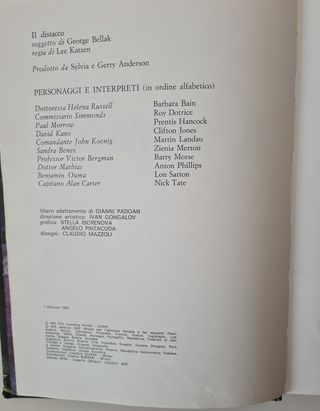 Il distacco
soggetto di George Bellak
regia di Lee Katzen
Prodotto da Sylvia e Gerry Anderson
PERSONAGGI E INTERPRETI (in ordine alfabetico)
Dottoressa Helena Russell Barbara Bain
Commissario Simmonds Roy Dotrice
Paul Morrow Prentis Hancock
David Kano Clifton Jones
Comandante John Koenig Martin Landau
Sandra Benes Zienia Merton
Professor Victor Bergman Barry Morse
Dottor Mathias Anton Phillips
Benjamin Ouma Lon Satton
Capitano Alan Carter Nick Tate
libero adattamento di GIANNI PADOAN
direzione artistica: IVAN GONGALOV
grafica: STELLA ISCRENOVA
ANGELO PINTACUDA
disegni: CLAUDIO MAZZOLI